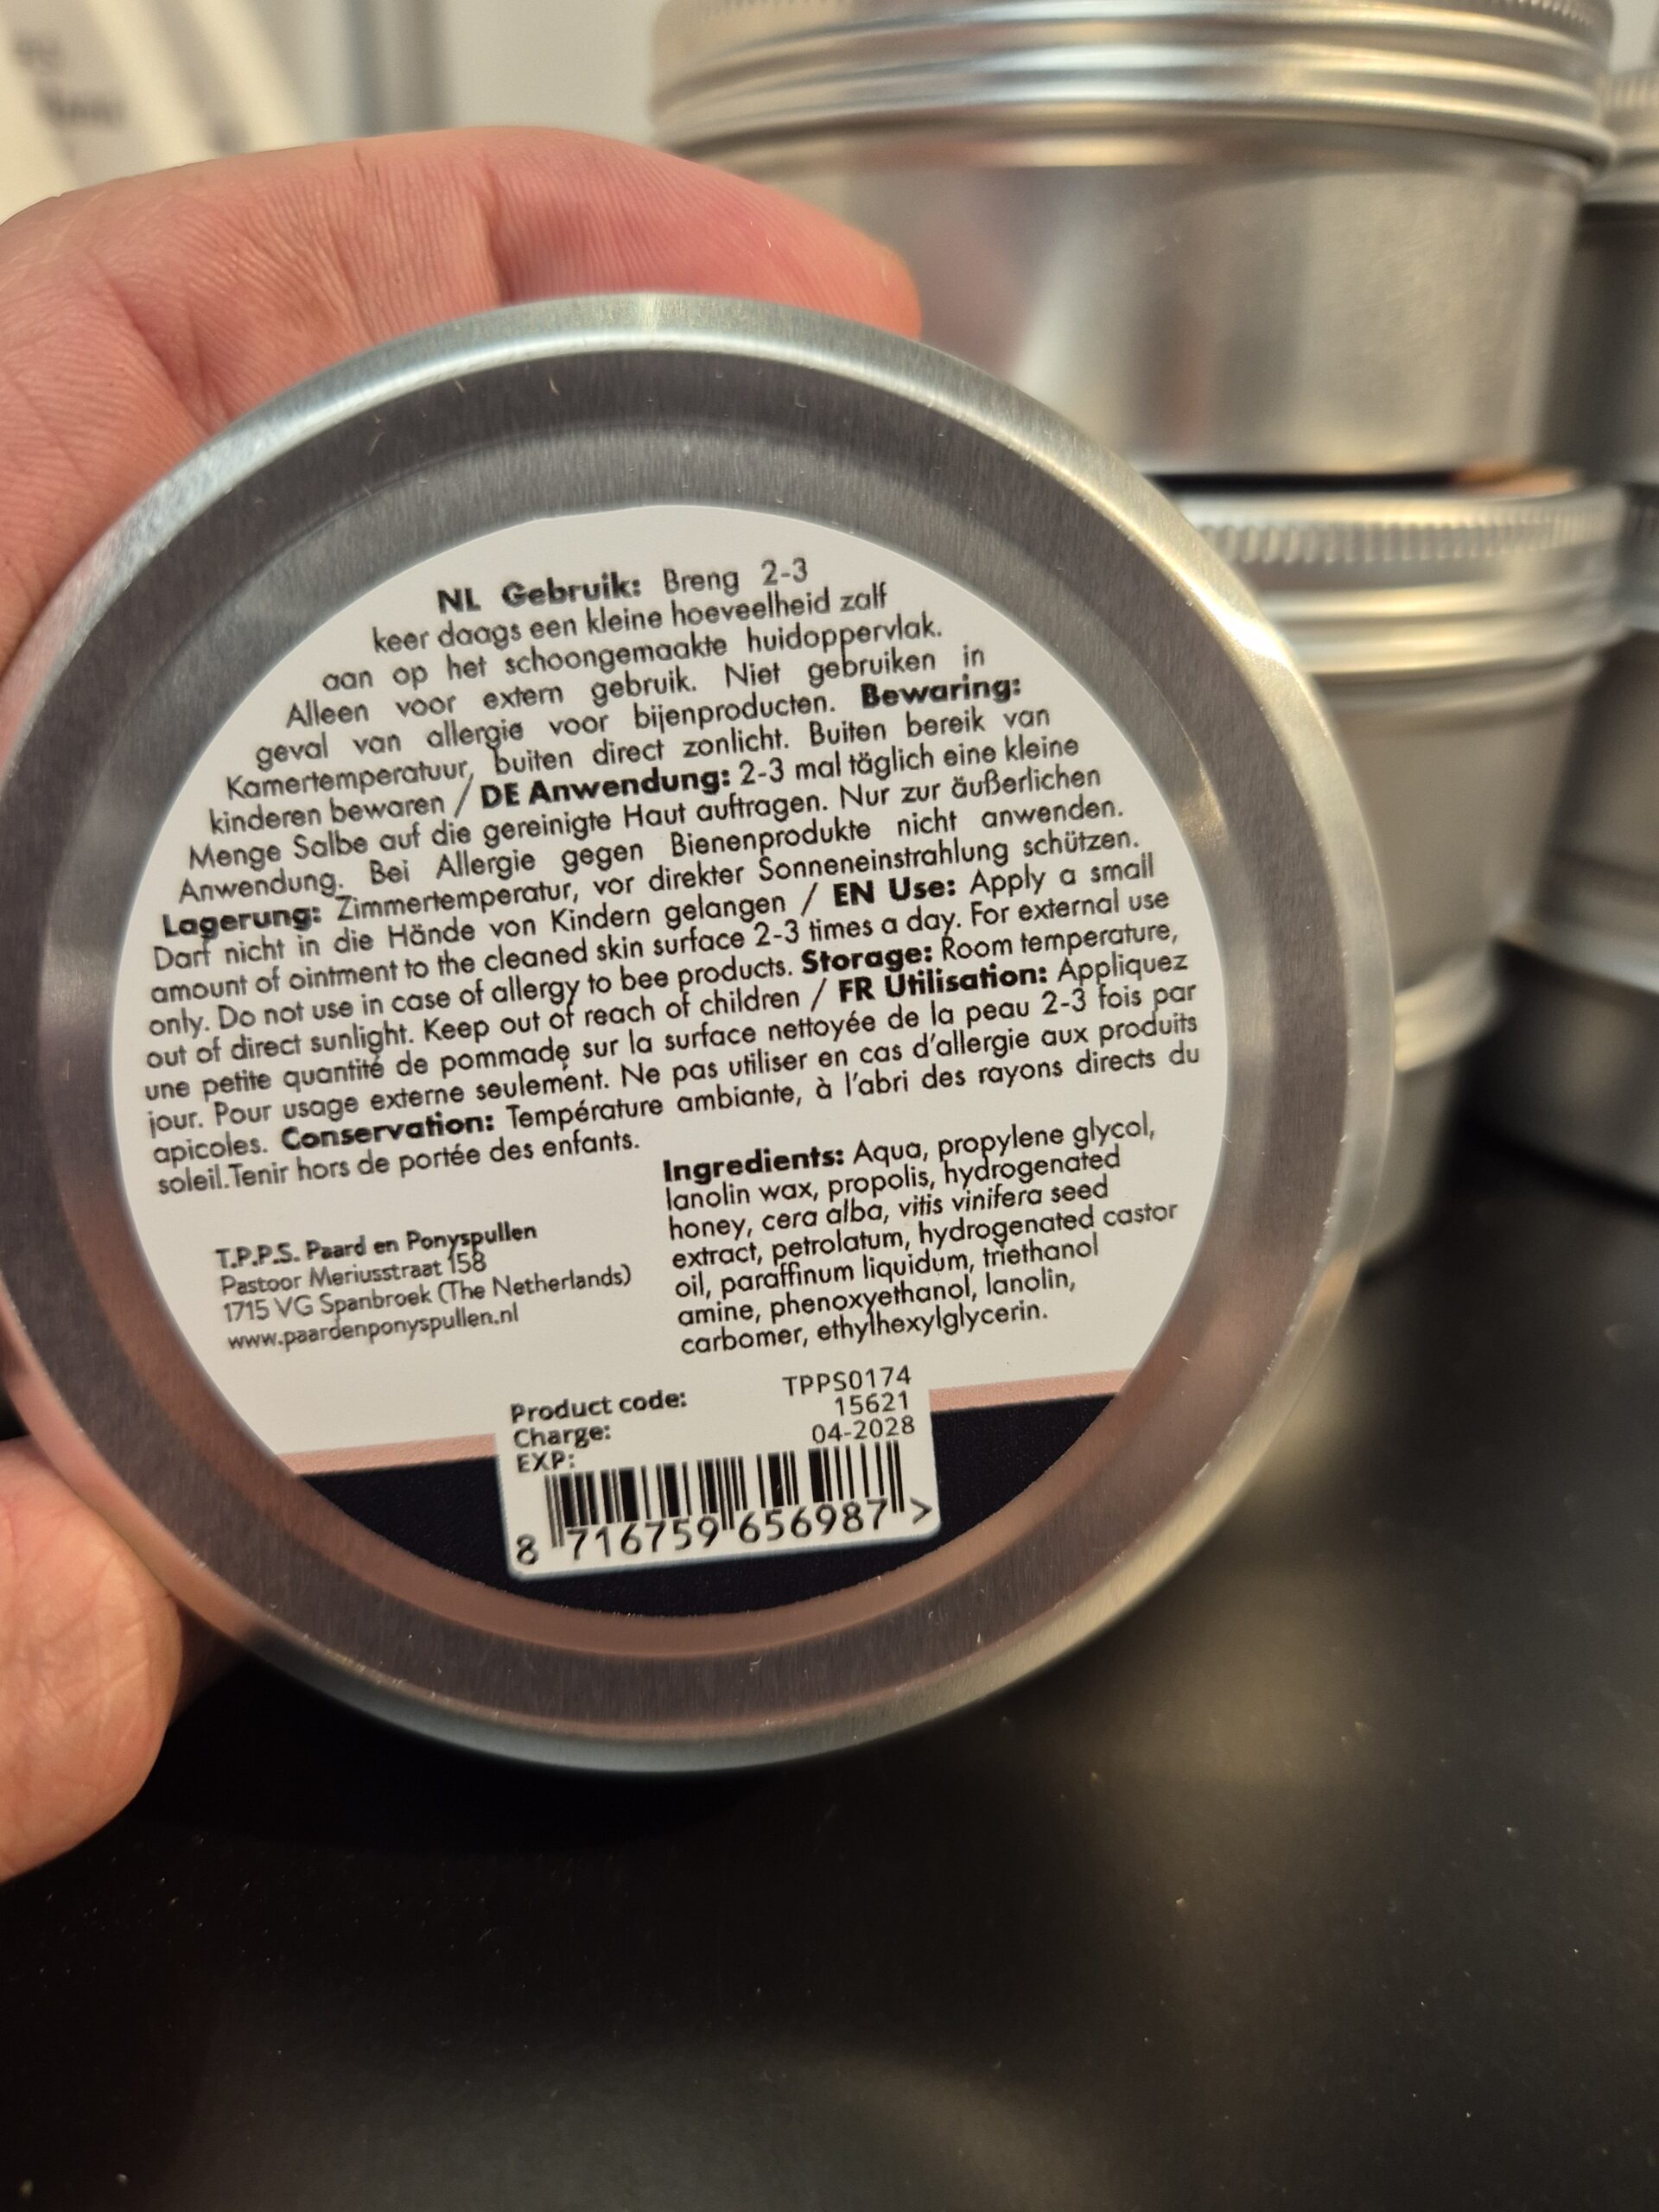 NL Gebruik: Breng 2-3
keer daags een kleine hoeveelheid zalf
aan op het schoongemaakte huidoppervlak.
Alleen voor extern gebruik. Niet gebruiken in
geval van allergie voor bijenproducten. Bewaring:
Kamertemperatuur, buiten direct zonlicht. Buiten bereik van
kinderen bewaren / DE Anwendung: 2-3 mal täglich eine kleine
Menge Salbe auf die gereinigte Haut auftragen. Nur zur äußerlichen
Anwendung. Bei Allergie gegen Bienenprodukte nicht anwenden.
Lagerung: Zimmertemperatur, vor direkter Sonneneinstrahlung schützen.
Darf nicht in die Hände von Kindern gelangen / EN Use: Apply a small
amount of ointment to the cleaned skin surface 2-3 times a day. For external use
only. Do not use in case of allergy to bee products. Storage: Room temperature,
out of direct sunlight. Keep out of reach of children / FR Utilisation: Appliquez
une petite quantité de pommade sur la surface nettoyée de la peau 2-3 fois par
jour. Pour usage externe seulement. Ne pas utiliser en cas d'allergie aux produits
apicoles. Conservation: Température ambiante, à l'abri des rayons directs du
soleil.Tenir hors de portée des enfants.
Ingredients: Aqua, propylene glycol,
lanolin wax, propolis, hydrogenated
honey, cera alba, vitis vinifera seed
extract, petrolatum, hydrogenated castor
oil, paraffinum liquidum, triethanol
amine, phenoxyethanol, lanolin,
carbomer, ethylhexylglycerin.
T.P.P.S. Paard en Ponyspullen
Pastoor Meriusstraat 158
1715 VG Spanbroek (The Netherlands)
www.paardenponyspullen.nl
Product code: TPPS0174
Charge: 15621
EXP: 04-2028
8 716759 656987 >